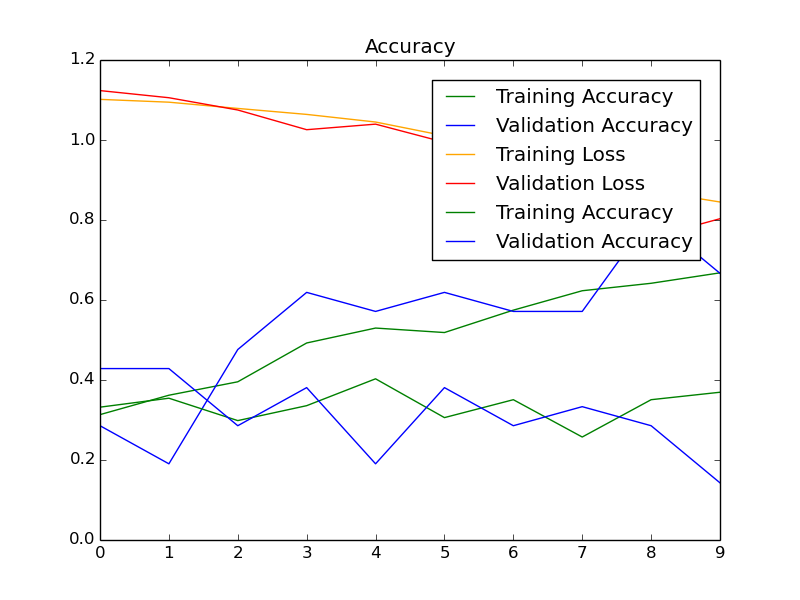 Accuracy
1.2
1.0
0.8
0.6
0.4
0.2
0.0
Training Accuracy
Validation Accuracy
Training Loss
Validation Loss
Training Accuracy
Validation Accuracy
0 1 2 3 4 5 6 7 8 9